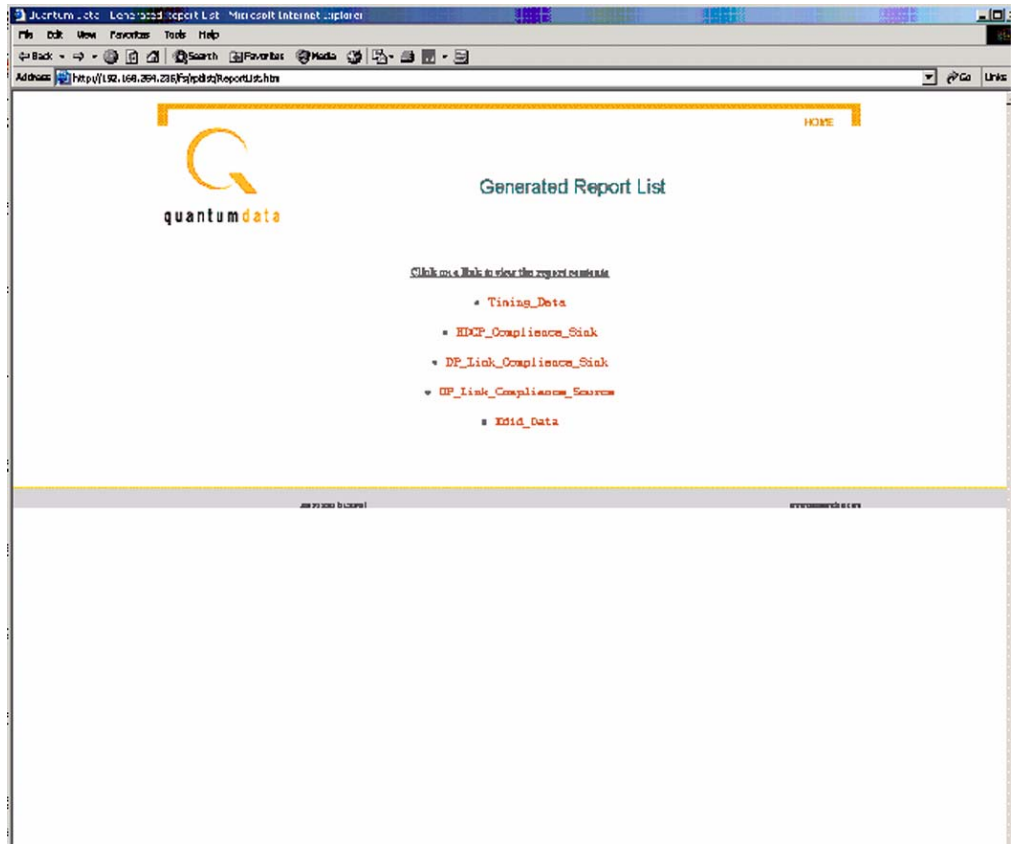 Quantum Data - Generated Report List - Microsoft Internet Explorer
File Edit View Favorites Tools Help
Back Search Favorites Media
Address http://192.168.254.236/fs/rptlist/ReportList.htm Go Links
HOME
Generated Report List
quantumdata
Click on a link to view the report contents
Timing_Data
HDCP_Compliance_Sink
DP_Link_Compliance_Sink
DP_Link_Compliance_Source
Edid_Data